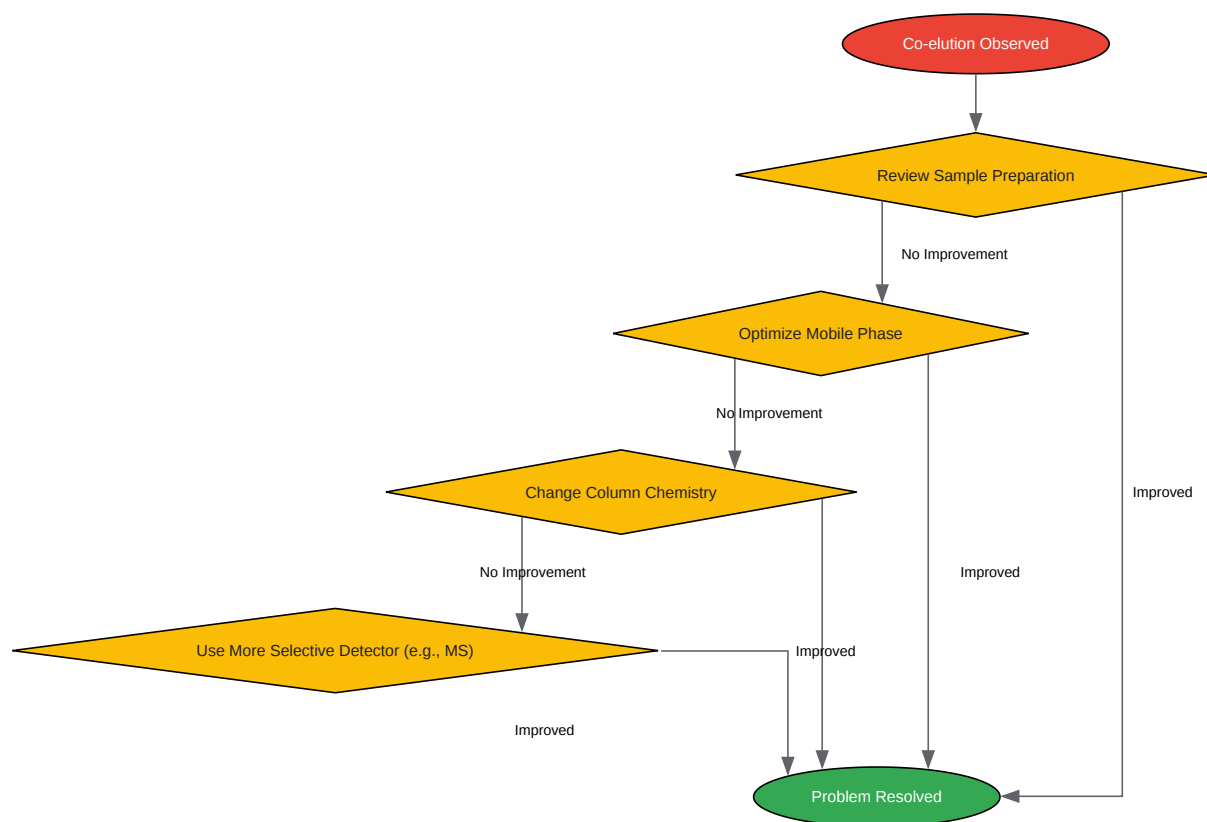 Co-elution Observed
Review Sample Preparation
No Improvement
Optimize Mobile Phase
No Improvement
Change Column Chemistry
Improved
No Improvement
Improved
Use More Selective Detector (e.g., MS)
Improved
Improved
Problem Resolved